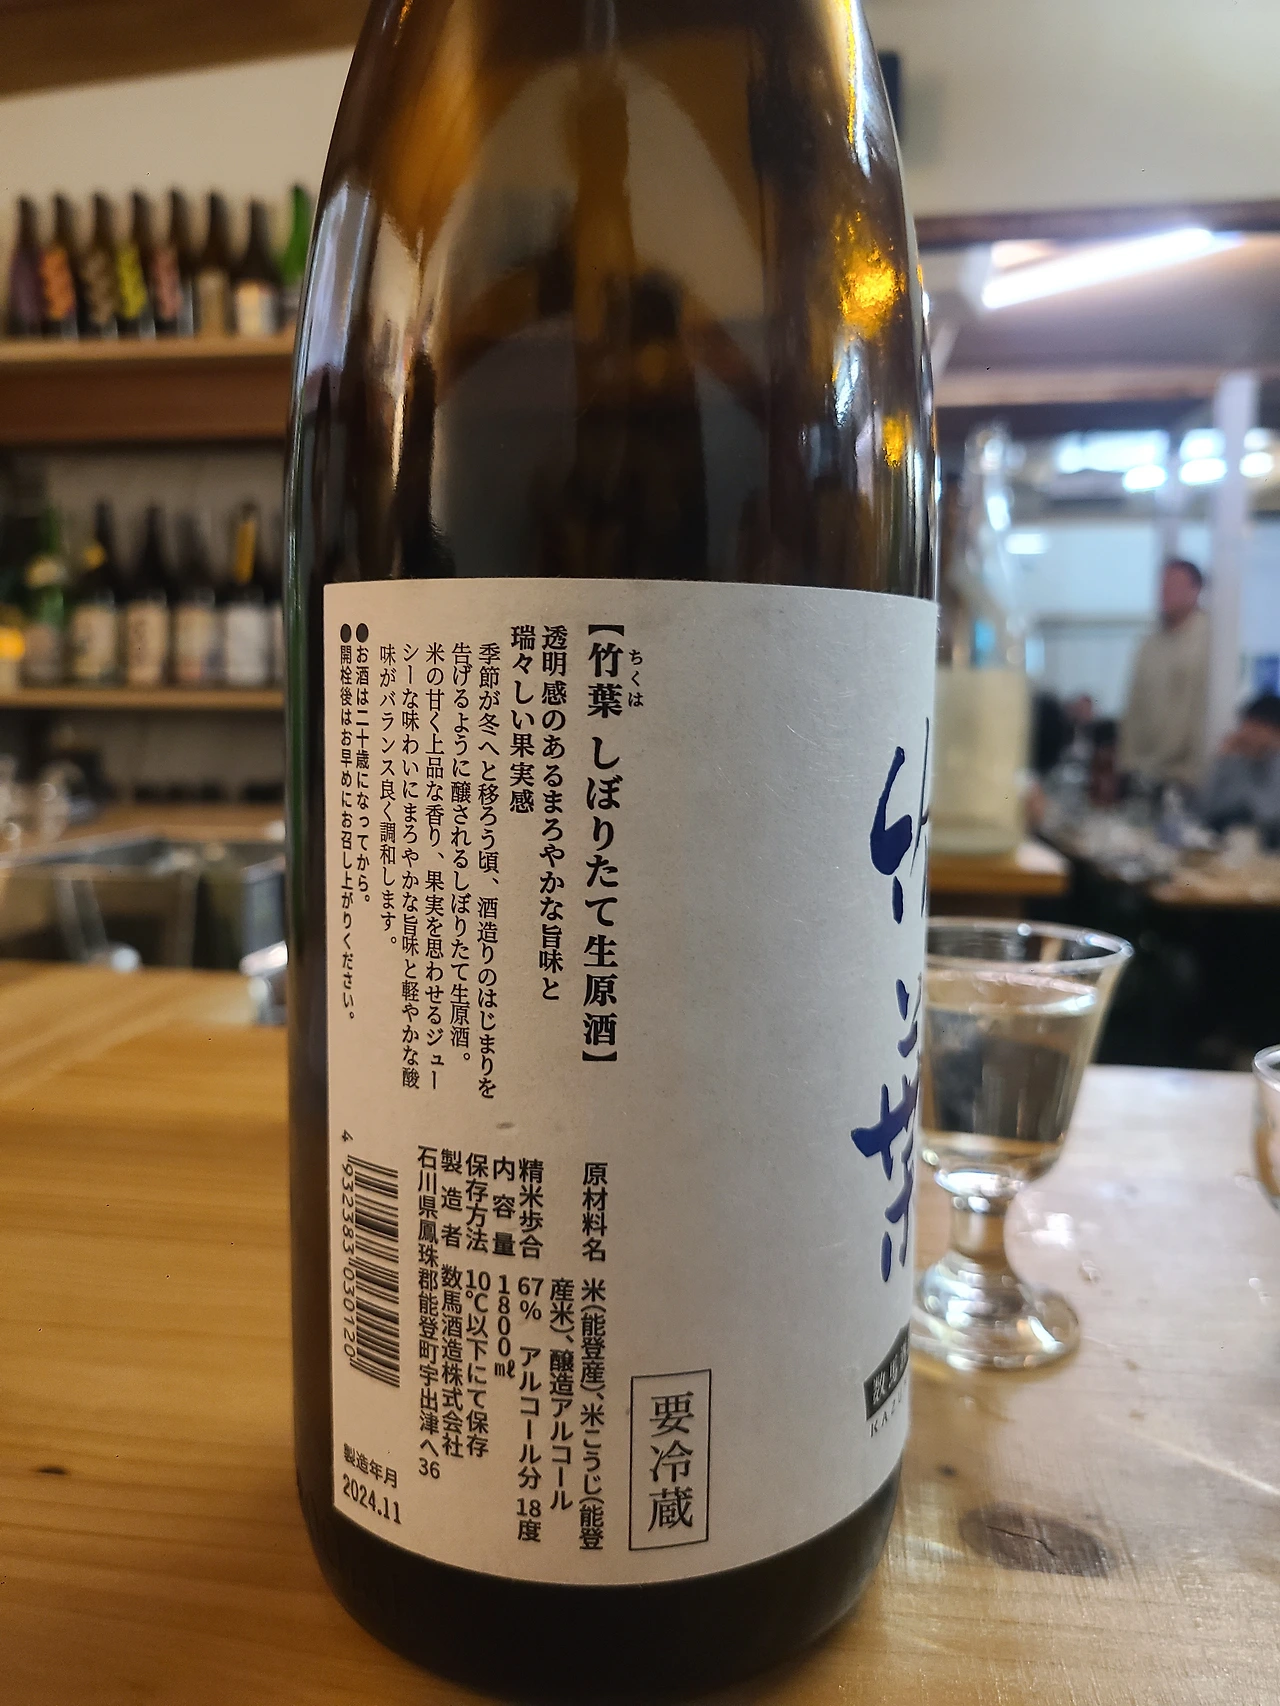 竹葉
数馬
KAZ
ちくは
【竹葉 しぼりたて生原酒】
透明感のあるまろやかな旨味と
瑞々しい果実感
季節が冬へと移ろう頃、酒造りのはじまりを
告げるように醸されるしぼりたて生原酒。
米の甘く上品な香り、果実を思わせるジュー
シーな味わいにまろやかな旨味と軽やかな酸
味がバランス良く調和します。
●お酒は二十歳になってから。
●開栓後はお早めにお召し上がりください。
要冷蔵
原材料名 米(能登産)、米こうじ(能登
産米)、醸造アルコール
精米歩合 67% アルコール分 18度
内容量 1800㎖
保存方法 10℃以下にて保存
製造者 数馬酒造株式会社
石川県鳳珠郡能登町宇出津へ36
4932383030120
製造年月
2024.11